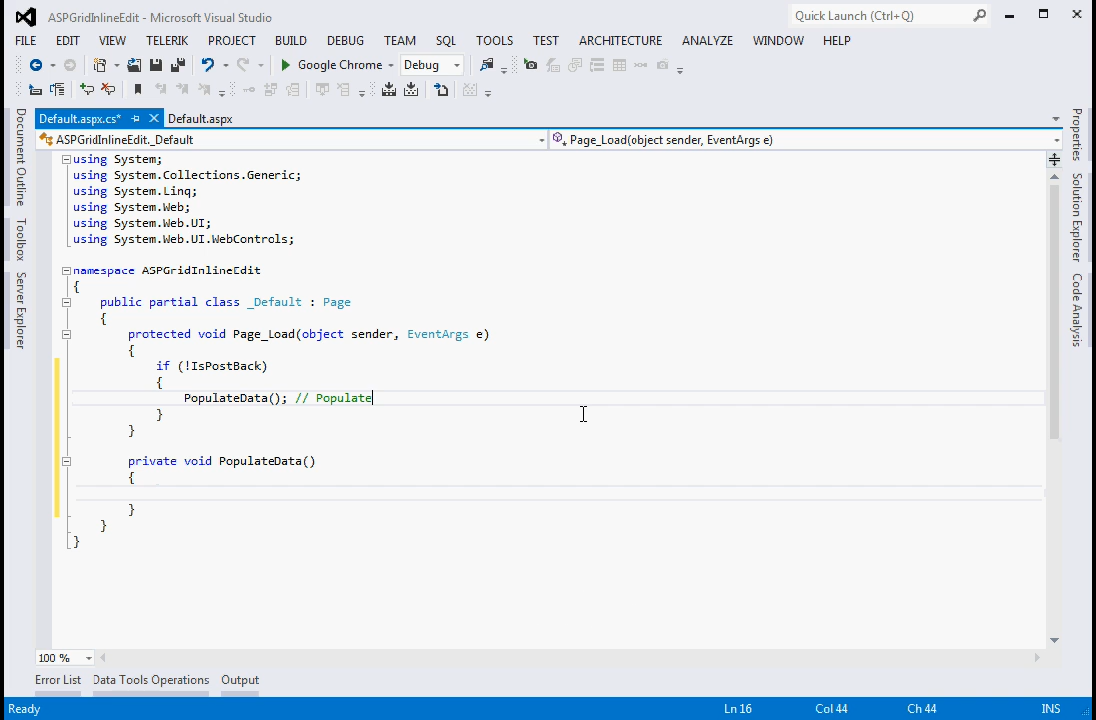 ASPGridInlineEdit - Microsoft Visual Studio
Quick Launch (Ctrl+Q)
FILE EDIT VIEW TELERIK PROJECT BUILD DEBUG TEAM SQL TOOLS TEST ARCHITECTURE ANALYZE WINDOW HELP
Google Chrome Debug
Default.aspx.cs* Default.aspx
ASPGridInlineEdit._Default Page_Load(object sender, EventArgs e)
using System;
using System.Collections.Generic;
using System.Linq;
using System.Web;
using System.Web.UI;
using System.Web.UI.WebControls;
namespace ASPGridInlineEdit
{
public partial class _Default : Page
{
protected void Page_Load(object sender, EventArgs e)
{
if (!IsPostBack)
{
PopulateData(); // Populate
}
}
private void PopulateData()
{
}
}
}
Document Outline
Toolbox
Server Explorer
Properties
Solution Explorer
Code Analysis
100 %
Error List Data Tools Operations Output
Ready Ln 16 Col 44 Ch 44 INS